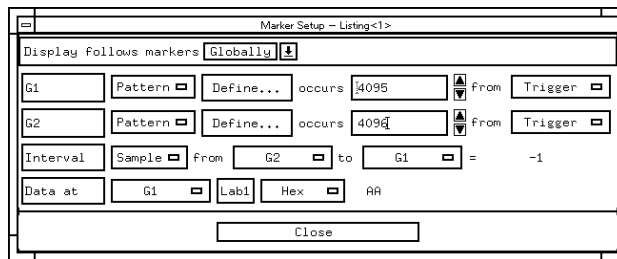 Marker Setup — Listing<1>
Display follows markers Globally
G1 Pattern Define... occurs 4095 from Trigger
G2 Pattern Define... occurs 4096 from Trigger
Interval Sample from G2 to G1 = -1
Data at G1 Lab1 Hex AA
Close